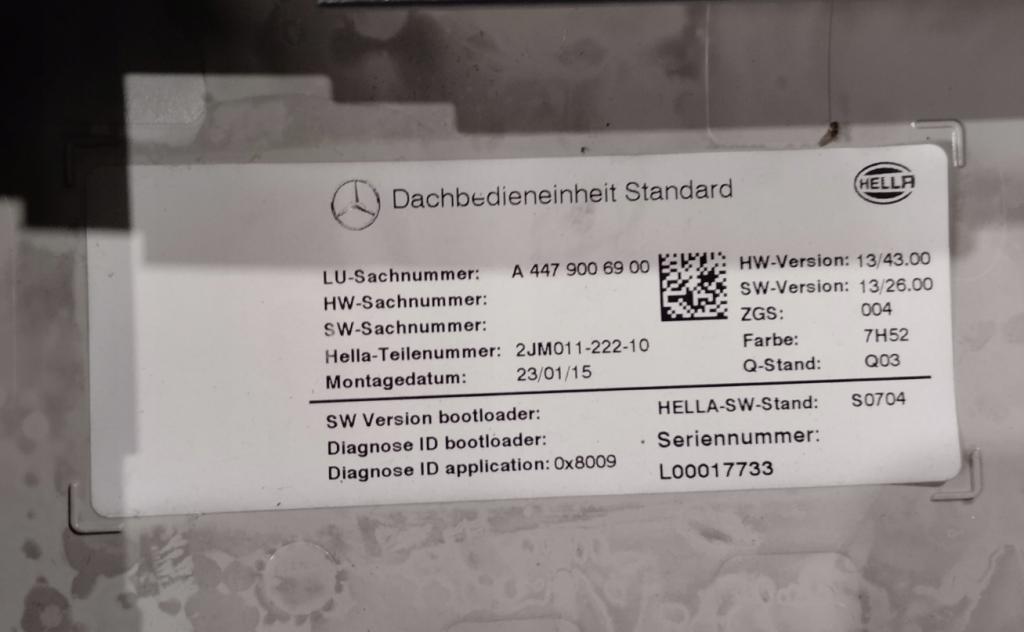 Dachbedieneinheit Standard
HELLA
LU-Sachnummer: A 447 900 6900
HW-Sachnummer:
SW-Sachnummer:
Hella-Teilenummer: 2JM011-222-10
Montagedatum: 23/01/15
HW-Version: 13/43.00
SW-Version: 13/26.00
ZGS: 004
Farbe: 7H52
Q-Stand: Q03
SW Version bootloader:
Diagnose ID bootloader:
Diagnose ID application: 0x8009
HELLA-SW-Stand: S0704
Seriennummer:
L00017733